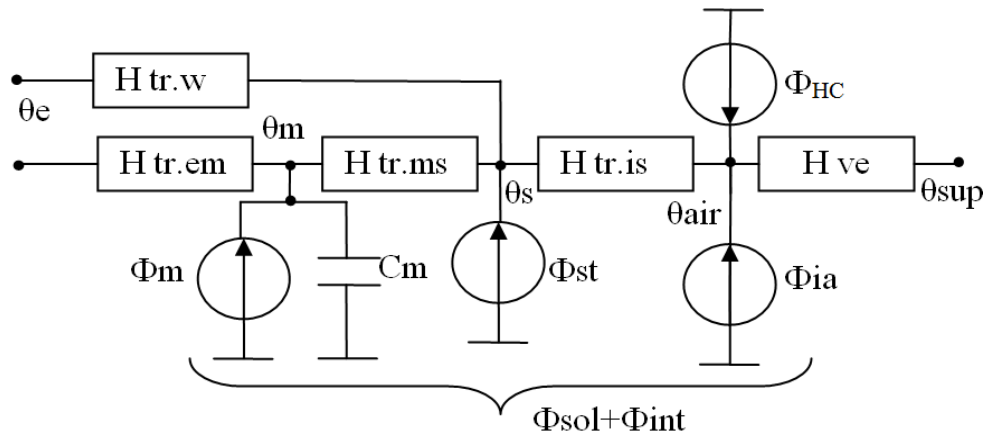 H tr.w
ΦHC
θe
θm
H tr.em
H tr.ms
H tr.is
H ve
θs
θair
θsup
Φm
Cm
Φst
Φia
Φsol+Φint